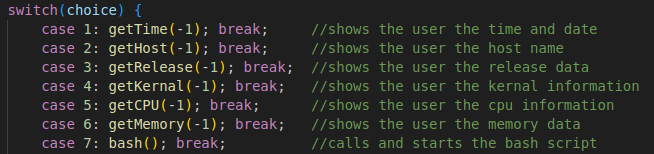 switch(choice) {
case 1: getTime(-1); break; //shows the user the time and date
case 2: getHost(-1); break; //shows the user the host name
case 3: getRelease(-1); break; //shows the user the release data
case 4: getKernal(-1); break; //shows the user the kernal information
case 5: getCPU(-1); break; //shows the user the cpu information
case 6: getMemory(-1); break; //shows the user the memory data
case 7: bash(); break; //calls and starts the bash script